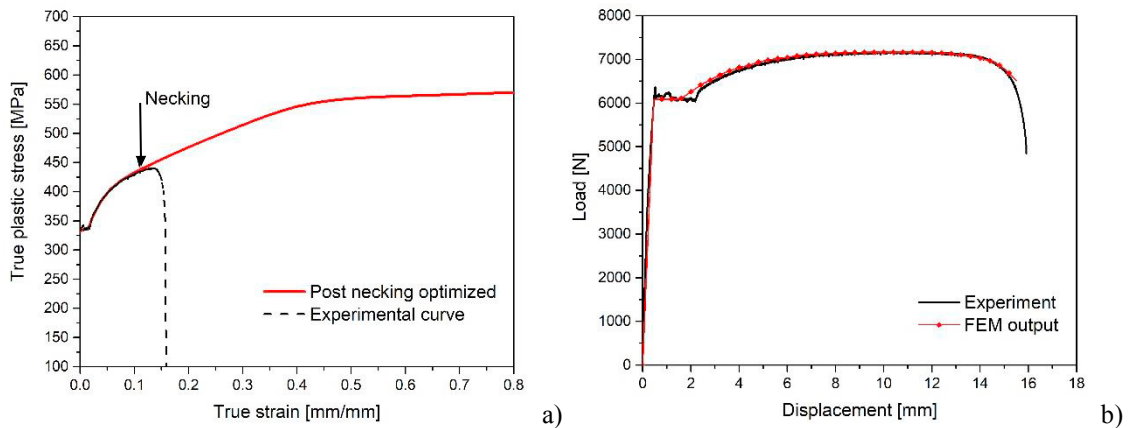 700
650
600
550
500
450
400
350
300
250
200
150
100
True plastic stress [MPa]
Necking
Post necking optimized
Experimental curve
0.0 0.1 0.2 0.3 0.4 0.5 0.6 0.7 0.8
True strain [mm/mm]
a)
8000
7000
6000
5000
4000
3000
2000
1000
0
Load [N]
Experiment
FEM output
0 2 4 6 8 10 12 14 16 18
Displacement [mm]
b)